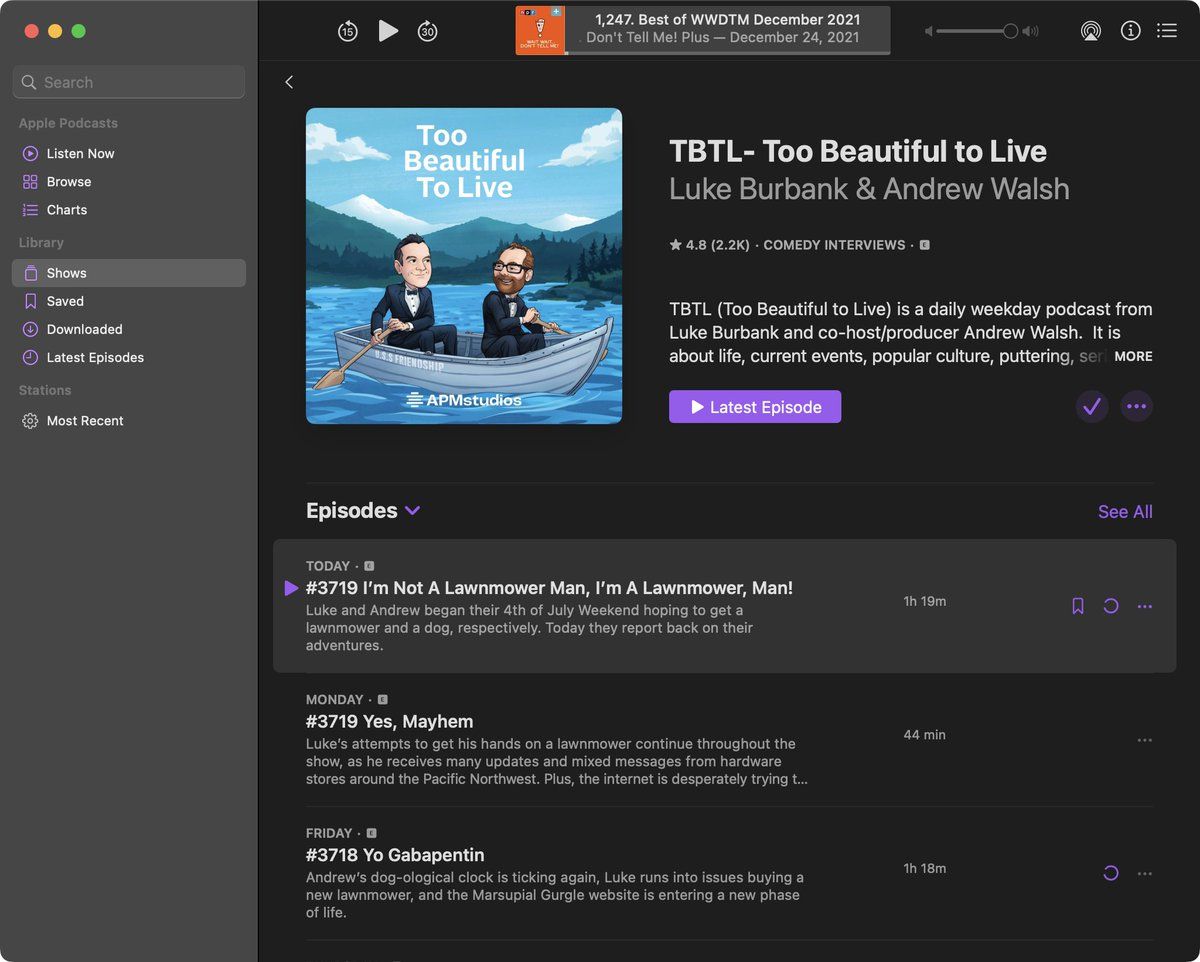 15
30
npr
WAIT WAIT...
DON'T TELL ME!
1,247. Best of WWDTM December 2021
Don't Tell Me! Plus — December 24, 2021
Search
Apple Podcasts
Listen Now
Browse
Charts
Library
Shows
Saved
Downloaded
Latest Episodes
Stations
Most Recent
Too
Beautiful
To Live
U.S.S FRIENDSHIP
APMstudios
TBTL- Too Beautiful to Live
Luke Burbank & Andrew Walsh
★ 4.8 (2.2K) · COMEDY INTERVIEWS · E
TBTL (Too Beautiful to Live) is a daily weekday podcast from
Luke Burbank and co-host/producer Andrew Walsh.  It is
about life, current events, popular culture, puttering, seri MORE
Latest Episode
Episodes
See All
TODAY · E
#3719 I’m Not A Lawnmower Man, I’m A Lawnmower, Man!
Luke and Andrew began their 4th of July Weekend hoping to get a
lawnmower and a dog, respectively. Today they report back on their
adventures.
1h 19m
MONDAY · E
#3719 Yes, Mayhem
Luke’s attempts to get his hands on a lawnmower continue throughout the
show, as he receives many updates and mixed messages from hardware
stores around the Pacific Northwest. Plus, the internet is desperately trying t...
44 min
FRIDAY · E
#3718 Yo Gabapentin
Andrew’s dog-ological clock is ticking again, Luke runs into issues buying a
new lawnmower, and the Marsupial Gurgle website is entering a new phase
of life.
1h 18m